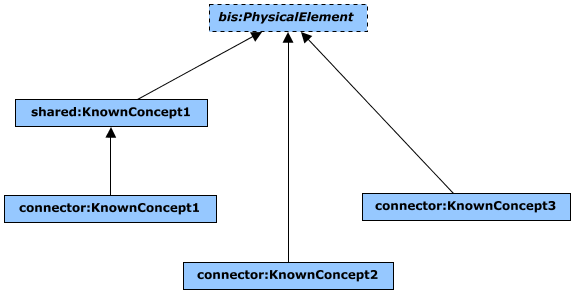 bis:PhysicalElement
shared:KnownConcept1
connector:KnownConcept1
connector:KnownConcept3
connector:KnownConcept2